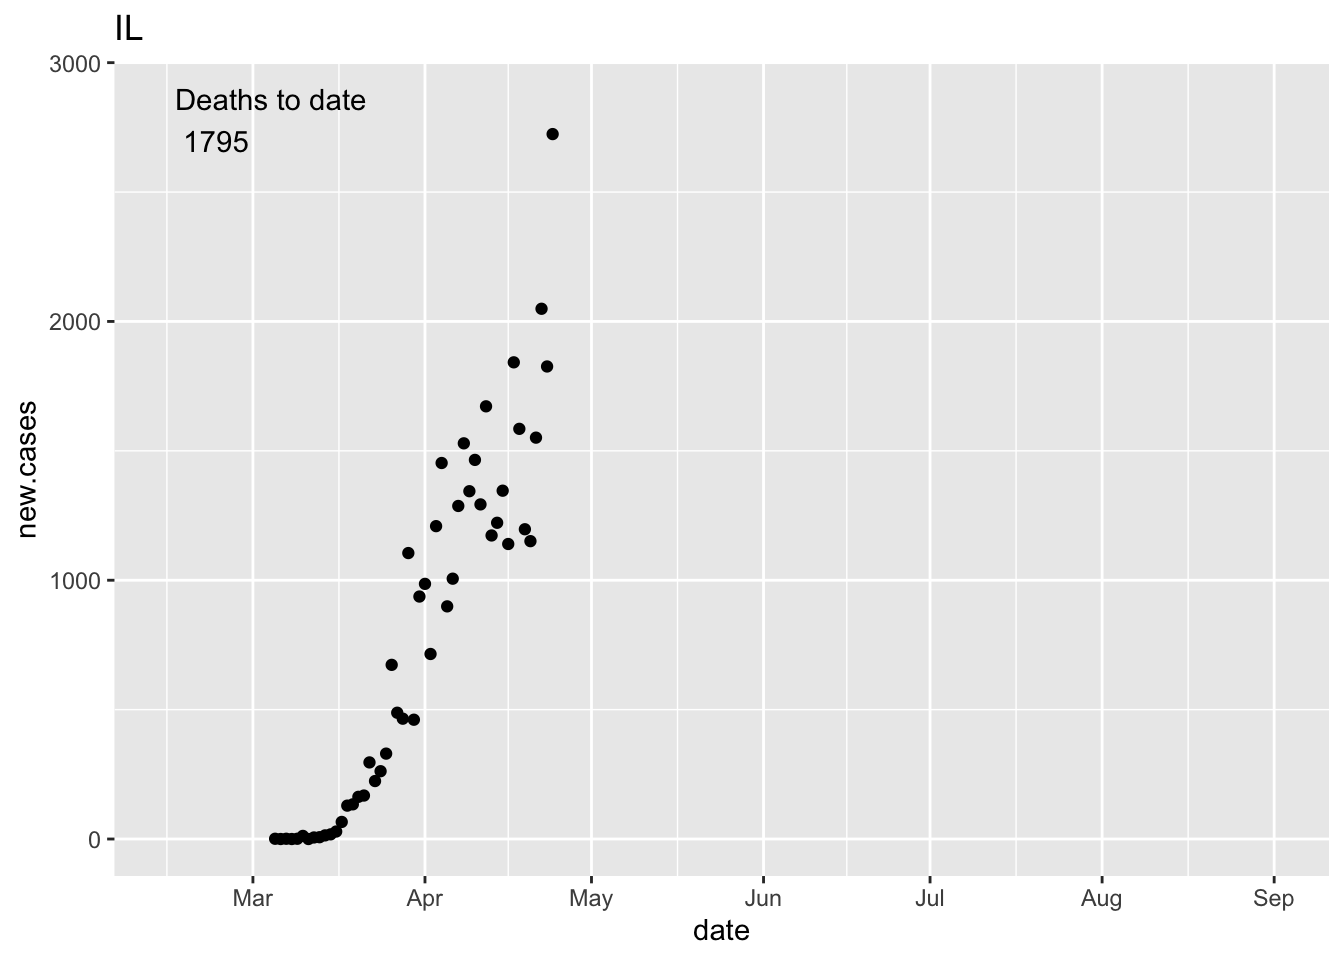 IL
3000
Deaths to date
1795
2000
new.cases
1000
0
Mar Apr May Jun Jul Aug Sep
date